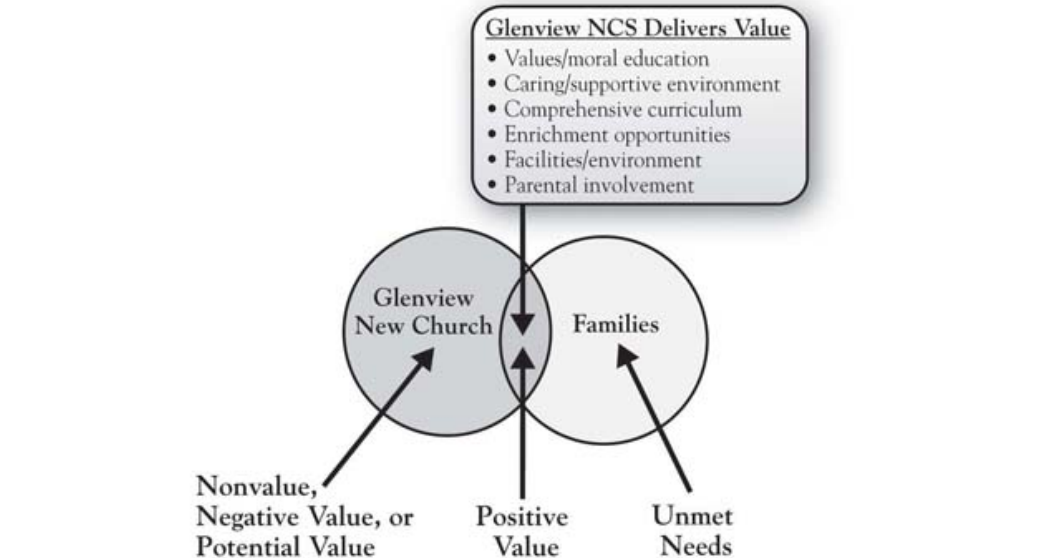 Glenview NCS Delivers Value
• Values/moral education
• Caring/supportive environment
• Comprehensive curriculum
• Enrichment opportunities
• Facilities/environment
• Parental involvement
Glenview
New Church
Families
Nonvalue,
Negative Value, or
Potential Value
Positive
Value
Unmet
Needs